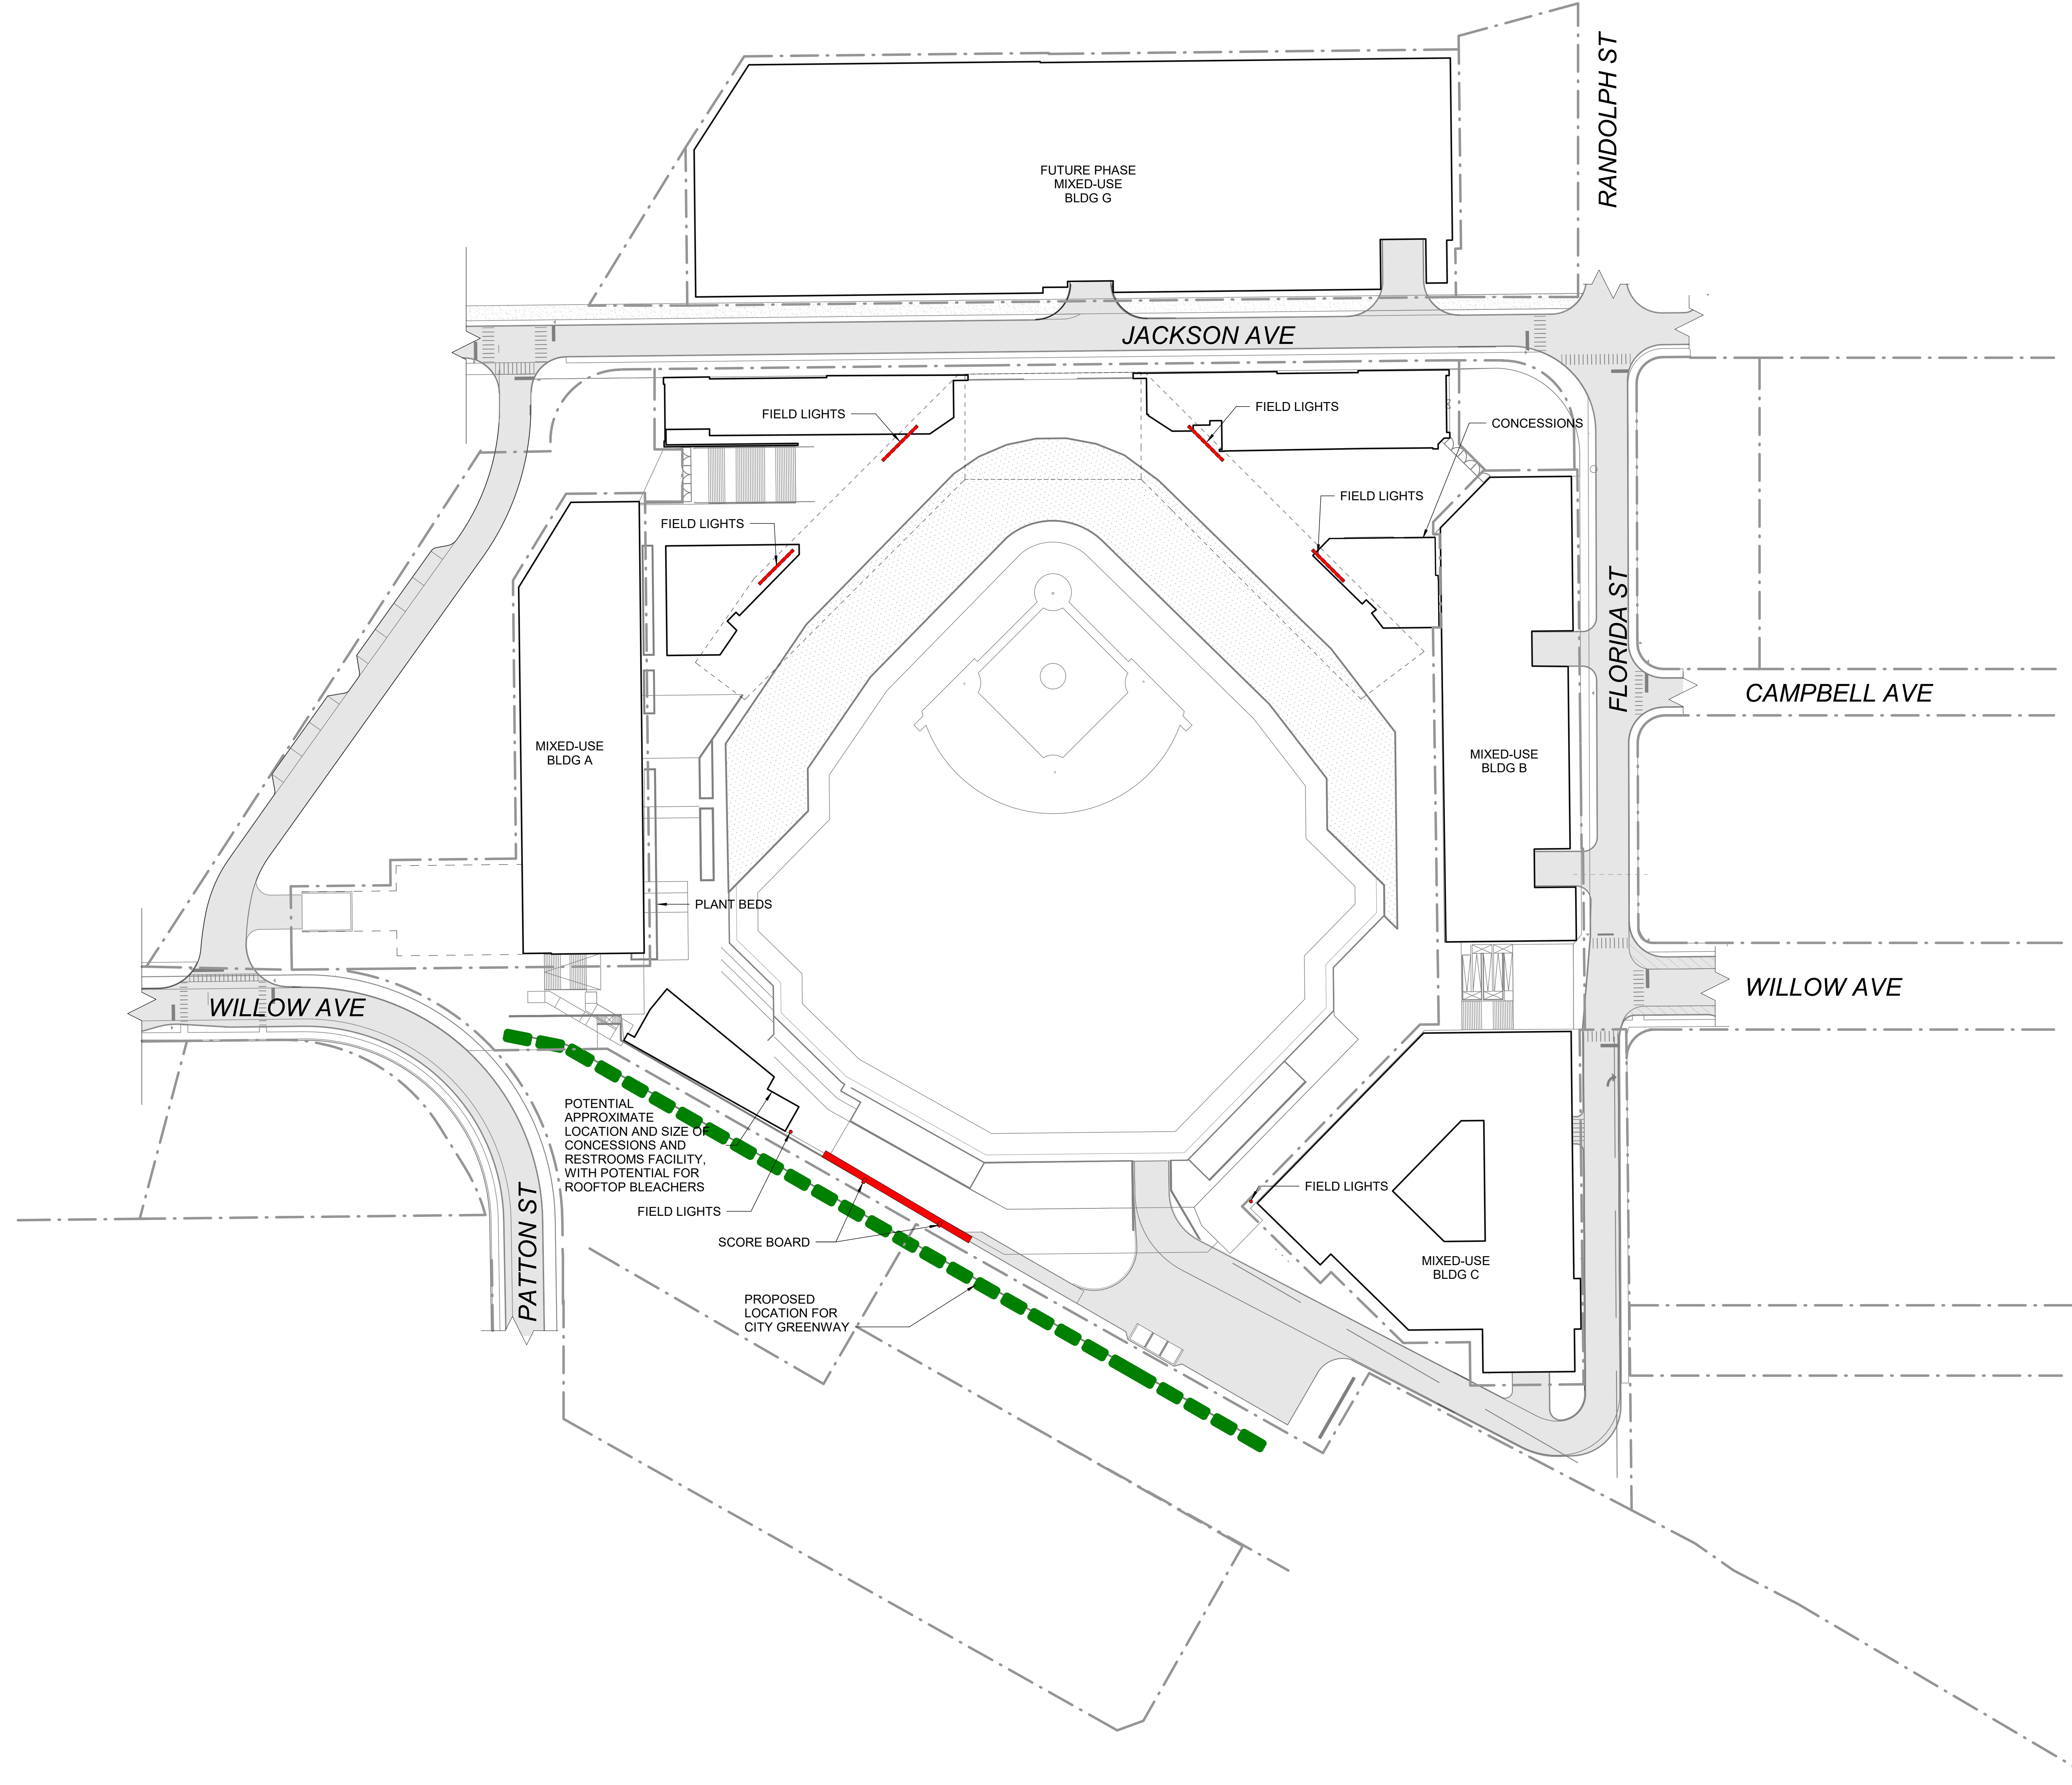 RANDOLPH ST
FUTURE PHASE
MIXED-USE
BLDG G
JACKSON AVE
FIELD LIGHTS
FIELD LIGHTS
CONCESSIONS
FIELD LIGHTS
FIELD LIGHTS
FLORIDA ST
CAMPBELL AVE
MIXED-USE
BLDG A
MIXED-USE
BLDG B
PLANT BEDS
WILLOW AVE
WILLOW AVE
POTENTIAL
APPROXIMATE
LOCATION AND SIZE OF
CONCESSIONS AND
RESTROOMS FACILITY,
WITH POTENTIAL FOR
ROOFTOP BLEACHERS
PATTON ST
FIELD LIGHTS
FIELD LIGHTS
SCORE BOARD
MIXED-USE
BLDG C
PROPOSED
LOCATION FOR
CITY GREENWAY